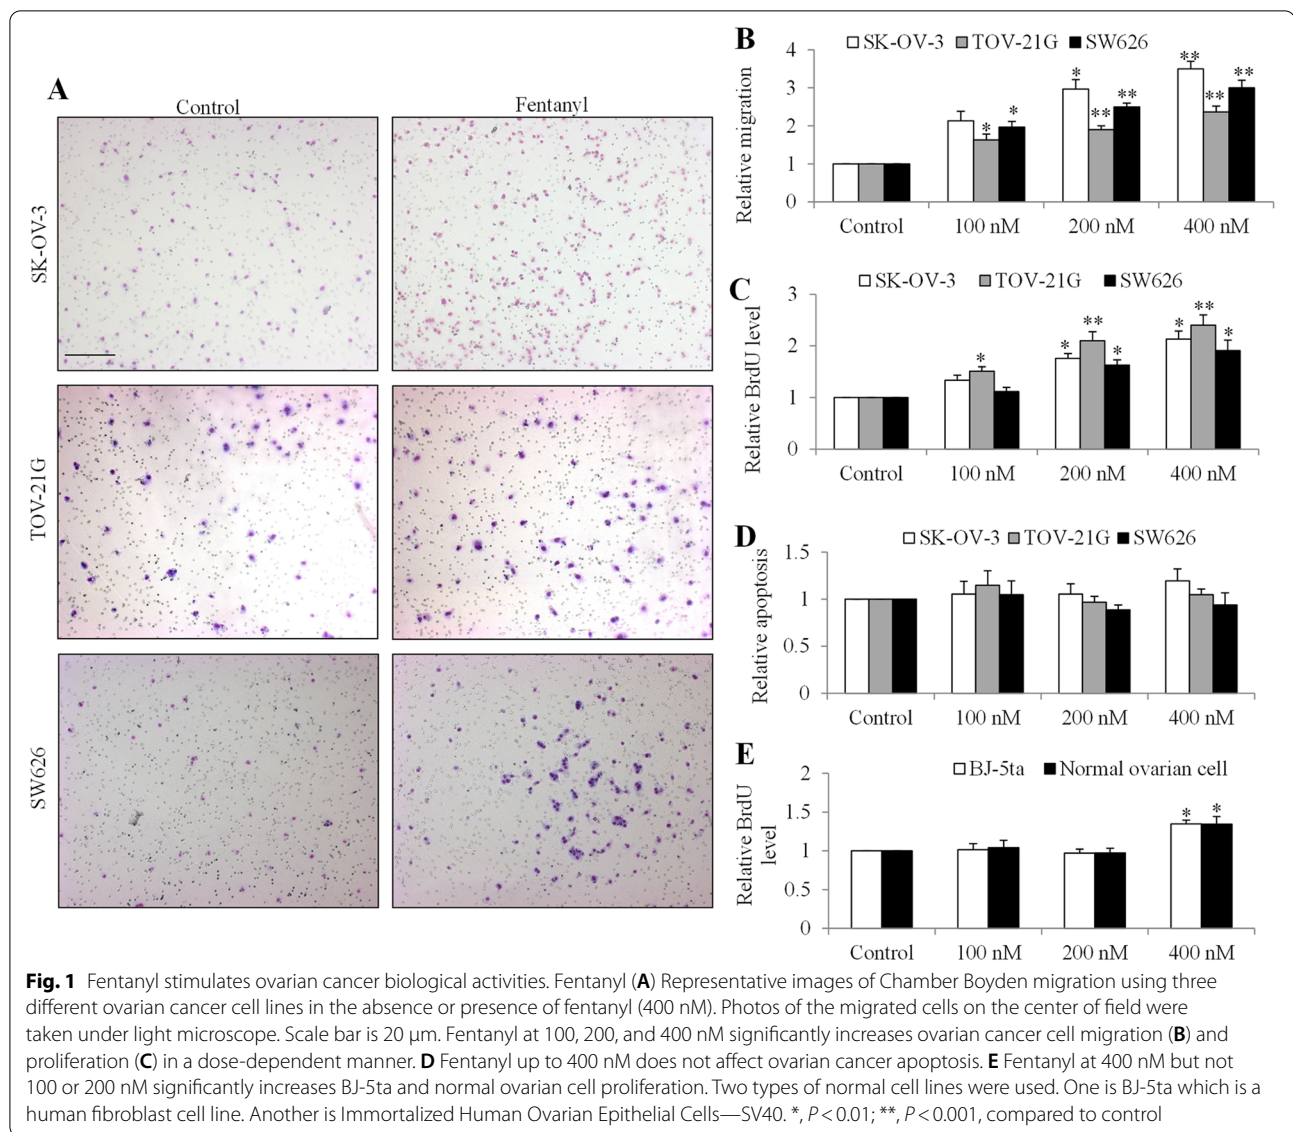 A
Control
Fentanyl
SK-OV-3
TOV-21G
SW626
B
SK-OV-3 TOV-21G SW626
Relative migration
4
3
2
1
0
* * * * ** ** ** ** **
Control 100 nM 200 nM 400 nM
C
SK-OV-3 TOV-21G SW626
Relative BrdU level
3
2
1
0
* * ** * * ** *
Control 100 nM 200 nM 400 nM
D
SK-OV-3 TOV-21G SW626
Relative apoptosis
1.5
1
0.5
0
Control 100 nM 200 nM 400 nM
E
BJ-5ta Normal ovarian cell
Relative BrdU
level
2
1.5
1
0.5
0
* *
Control 100 nM 200 nM 400 nM
Fig. 1 Fentanyl stimulates ovarian cancer biological activities. Fentanyl (A) Representative images of Chamber Boyden migration using three
different ovarian cancer cell lines in the absence or presence of fentanyl (400 nM). Photos of the migrated cells on the center of field were
taken under light microscope. Scale bar is 20 μm. Fentanyl at 100, 200, and 400 nM significantly increases ovarian cancer cell migration (B) and
proliferation (C) in a dose-dependent manner. D Fentanyl up to 400 nM does not affect ovarian cancer apoptosis. E Fentanyl at 400 nM but not
100 or 200 nM significantly increases BJ-5ta and normal ovarian cell proliferation. Two types of normal cell lines were used. One is BJ-5ta which is a
human fibroblast cell line. Another is Immortalized Human Ovarian Epithelial Cells—SV40. *, P < 0.01; **, P < 0.001, compared to control